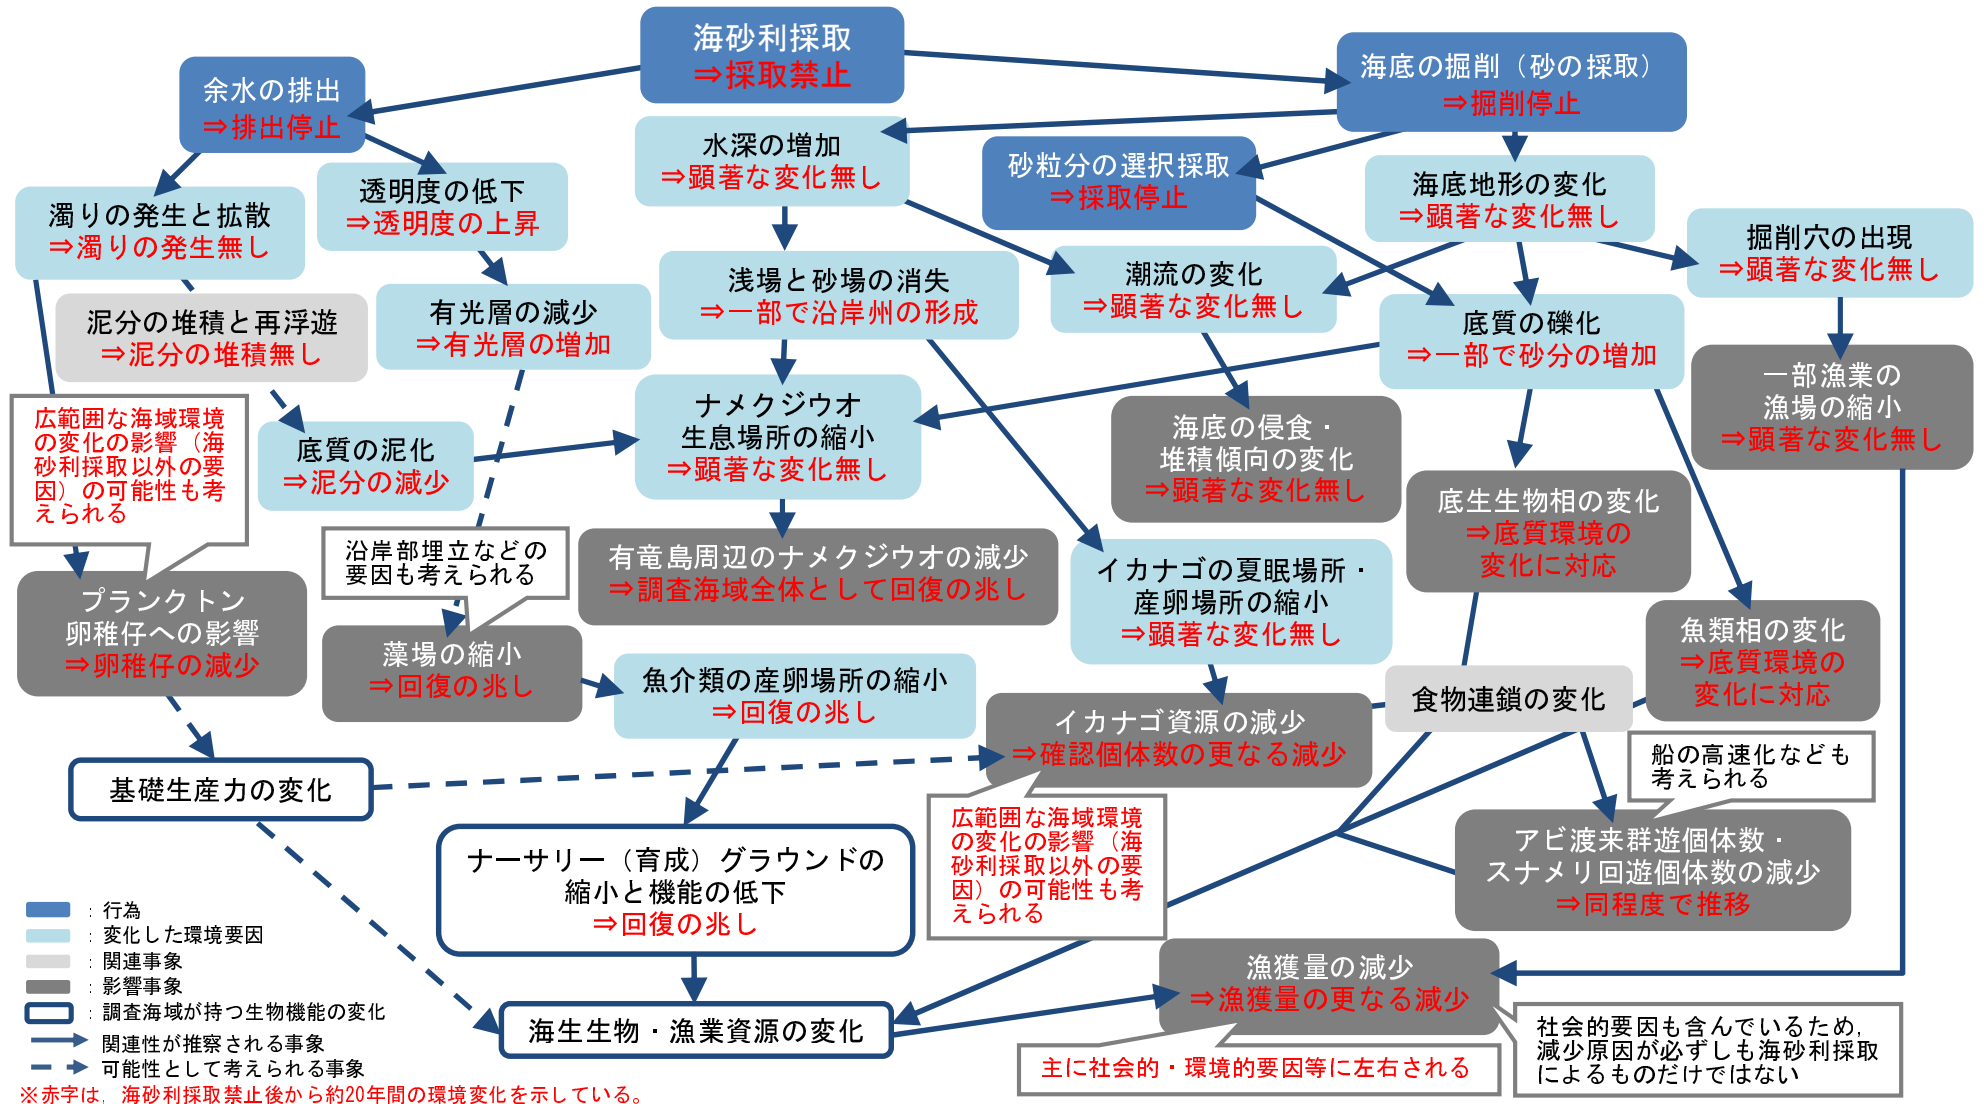 海砂利採取
⇒採取禁止
余水の排出
⇒排出停止
海底の掘削（砂の採取）
⇒掘削停止
水深の増加
⇒顕著な変化無し
砂粒分の選択採取
⇒採取停止
海底地形の変化
⇒顕著な変化無し
濁りの発生と拡散
⇒濁りの発生無し
透明度の低下
⇒透明度の上昇
掘削穴の出現
⇒顕著な変化無し
浅場と砂場の消失
⇒一部で沿岸州の形成
潮流の変化
⇒顕著な変化無し
泥分の堆積と再浮遊
⇒泥分の堆積無し
有光層の減少
⇒有光層の増加
底質の礫化
⇒一部で砂分の増加
一部漁業の
漁場の縮小
⇒顕著な変化無し
ナメクジウオ
生息場所の縮小
⇒顕著な変化無し
海底の侵食・
堆積傾向の変化
⇒顕著な変化無し
広範囲な海域環境
の変化の影響（海
砂利採取以外の要
因）の可能性も考
えられる
底質の泥化
⇒泥分の減少
底生生物相の変化
⇒底質環境の
変化に対応
沿岸部埋立などの
要因も考えられる
有竜島周辺のナメクジウオの減少
⇒調査海域全体として回復の兆し
イカナゴの夏眠場所・
産卵場所の縮小
⇒顕著な変化無し
プランクトン
卵稚仔への影響
⇒卵稚仔の減少
藻場の縮小
⇒回復の兆し
魚介類の産卵場所の縮小
⇒回復の兆し
魚類相の変化
⇒底質環境の
変化に対応
食物連鎖の変化
イカナゴ資源の減少
⇒確認個体数の更なる減少
船の高速化なども
考えられる
基礎生産力の変化
広範囲な海域環境
の変化の影響（海
砂利採取以外の要
因）の可能性も考
えられる
アビ渡来群遊個体数・
スナメリ回遊個体数の減少
⇒同程度で推移
ナーサリー（育成）グラウンドの
縮小と機能の低下
⇒回復の兆し
漁獲量の減少
⇒漁獲量の更なる減少
海生生物・漁業資源の変化
主に社会的・環境的要因等に左右される
社会的要因も含んでいるため,
減少原因が必ずしも海砂利採取
によるものだけではない
：行為
：変化した環境要因
：関連事象
：影響事象
：調査海域が持つ生物機能の変化
関連性が推察される事象
可能性として考えられる事象
※赤字は，海砂利採取禁止後から約20年間の環境変化を示している。